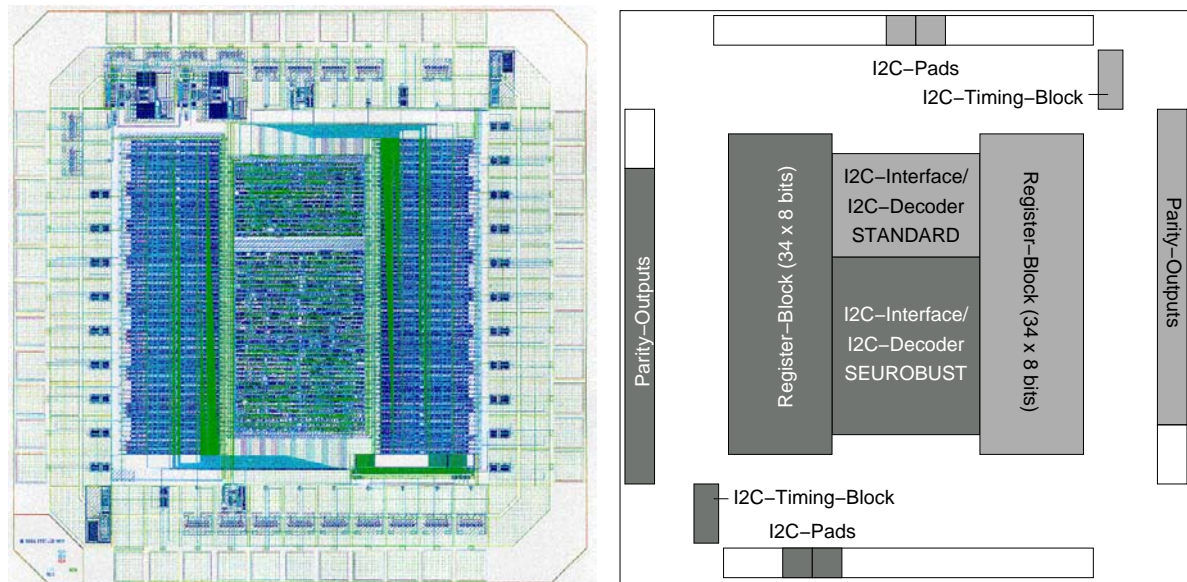 I2C–Pads
I2C–Timing–Block
Parity–Outputs
Register–Block (34 x 8 bits)
I2C–Interface/
I2C–Decoder
STANDARD
I2C–Interface/
I2C–Decoder
SEUROBUST
Register–Block (34 x 8 bits)
Parity–Outputs
I2C–Timing–Block
I2C–Pads